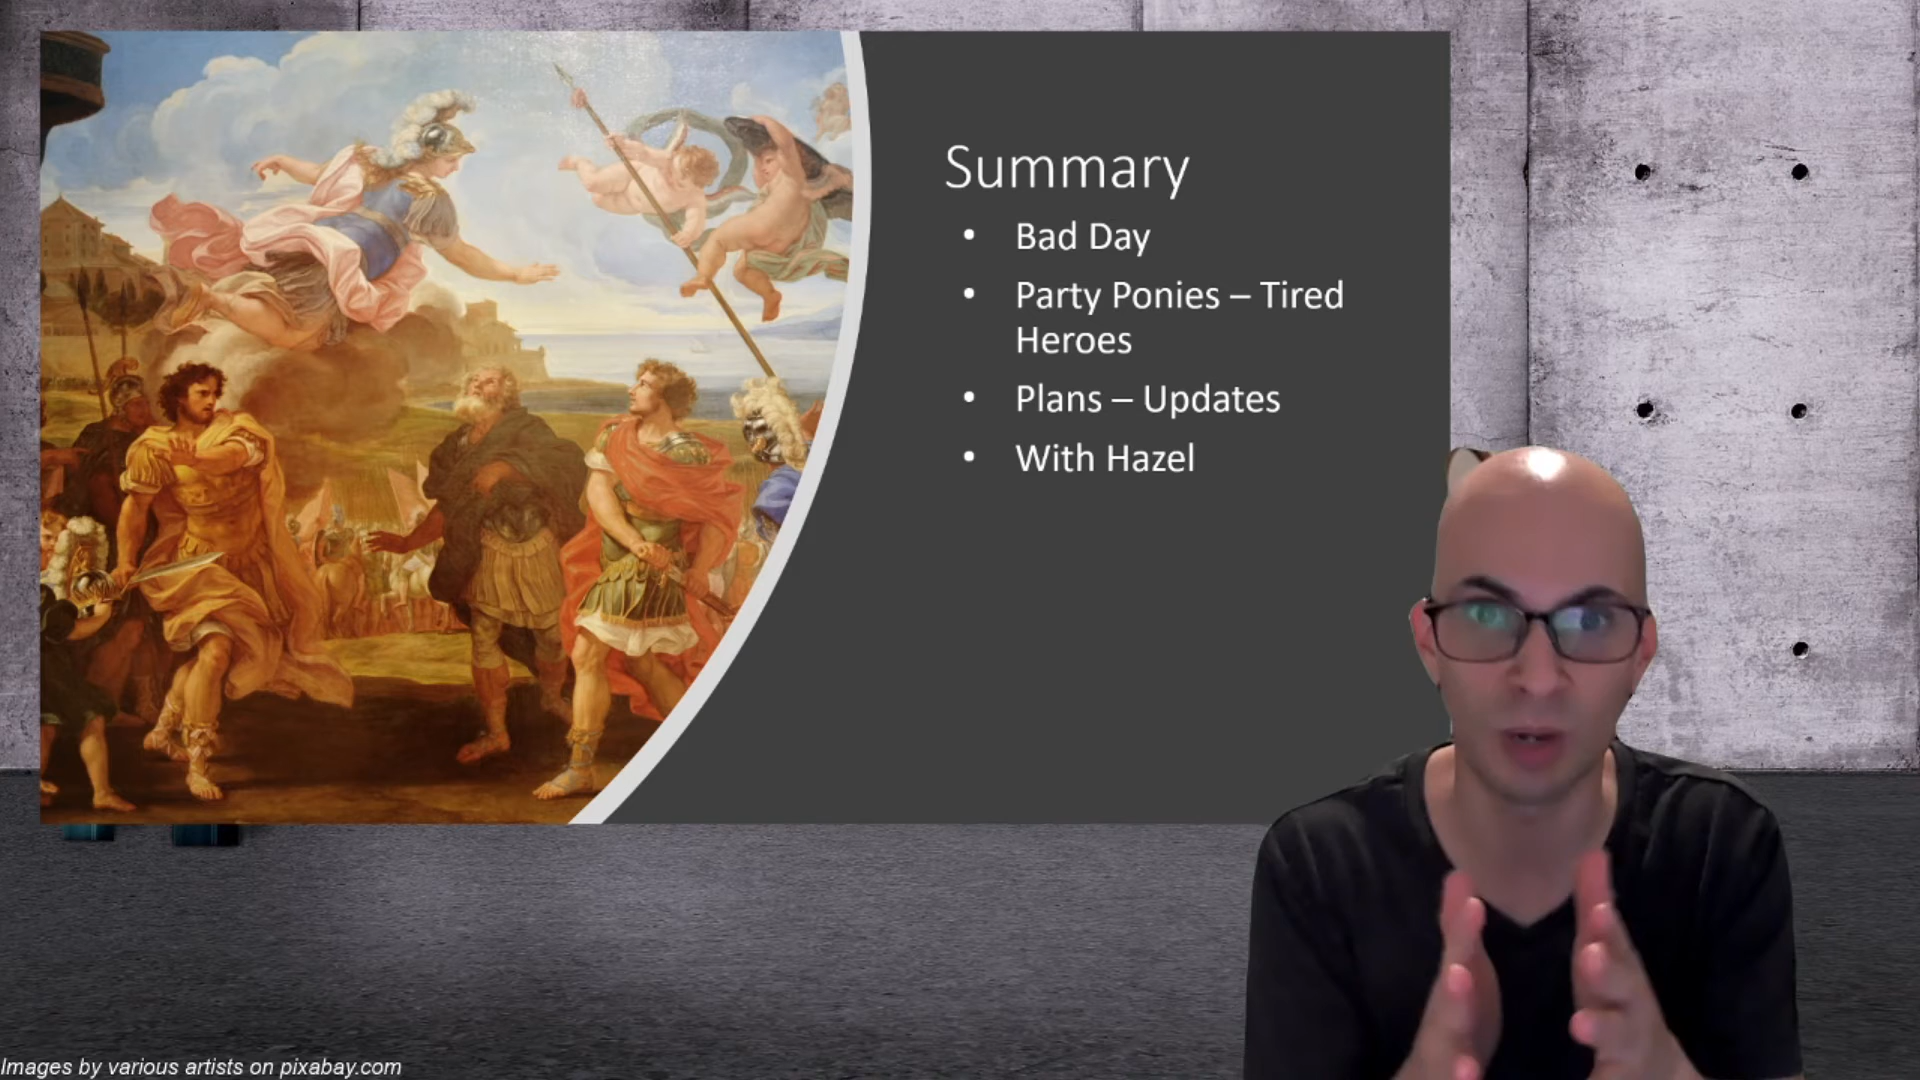 Summary
• Bad Day
• Party Ponies – Tired
Heroes
• Plans – Updates
• With Hazel
Images by various artists on pixabay.com